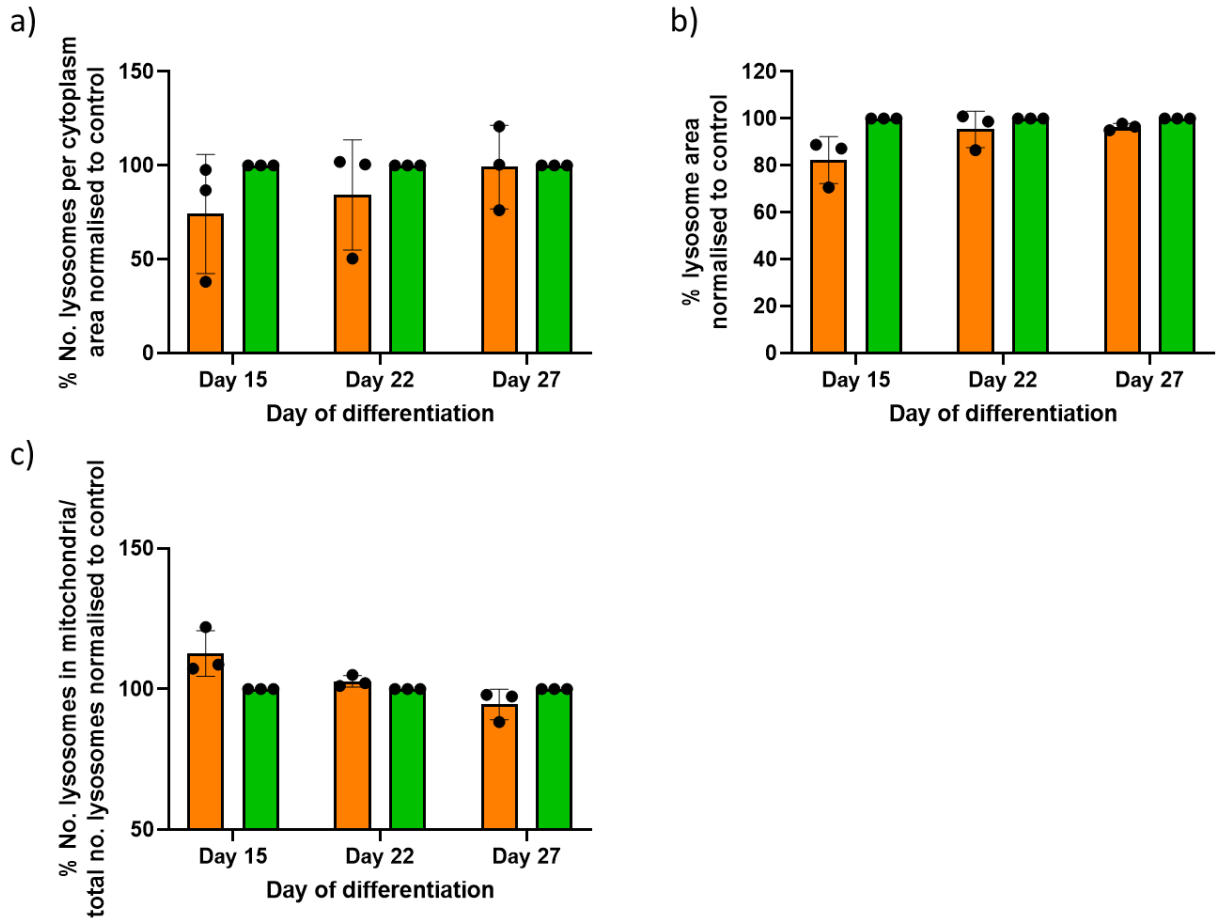 a)
% No. lysosomes per cytoplasm
area normalised to control
150
100
50
0
Day 15
Day 22
Day 27
Day of differentiation
b)
% lysosome area
normalised to control
120
100
80
60
40
20
0
Day 15
Day 22
Day 27
Day of differentiation
c)
% No. lysosomes in mitochondria/
total no. lysosomes normalised to control
150
100
50
Day 15
Day 22
Day 27
Day of differentiation